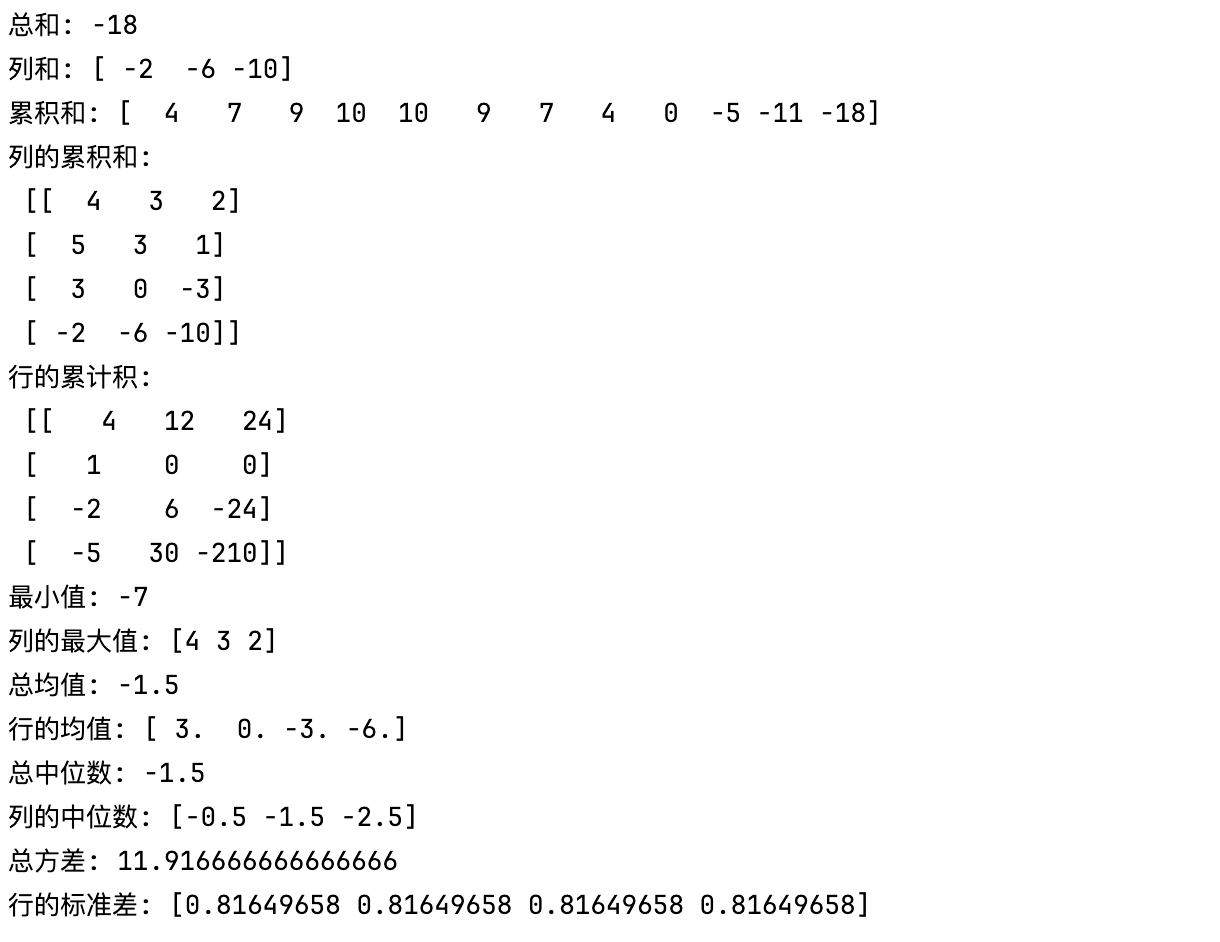 总和: -18
列和: [ -2  -6 -10]
累积和: [  4   7   9  10  10   9   7   4   0  -5 -11 -18]
列的累积和:
 [[  4   3   2]
 [  5   3   1]
 [  3   0  -3]
 [ -2  -6 -10]]
行的累计积:
 [[   4   12   24]
 [   1    0    0]
 [  -2    6  -24]
 [  -5   30 -210]]
最小值: -7
列的最大值: [4 3 2]
总均值: -1.5
行的均值: [ 3.  0. -3. -6.]
总中位数: -1.5
列的中位数: [-0.5 -1.5 -2.5]
总方差: 11.916666666666666
行的标准差: [0.81649658 0.81649658 0.81649658 0.81649658]